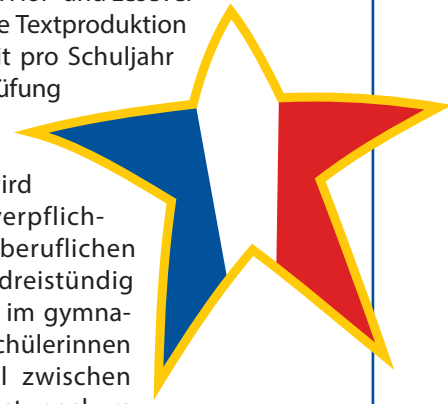 e Textproduktion
it pro Schuljahr
üfung
ird
verpflich-
beruflichen
dreistündig
im gymna-
chülerinnen
l zwischen